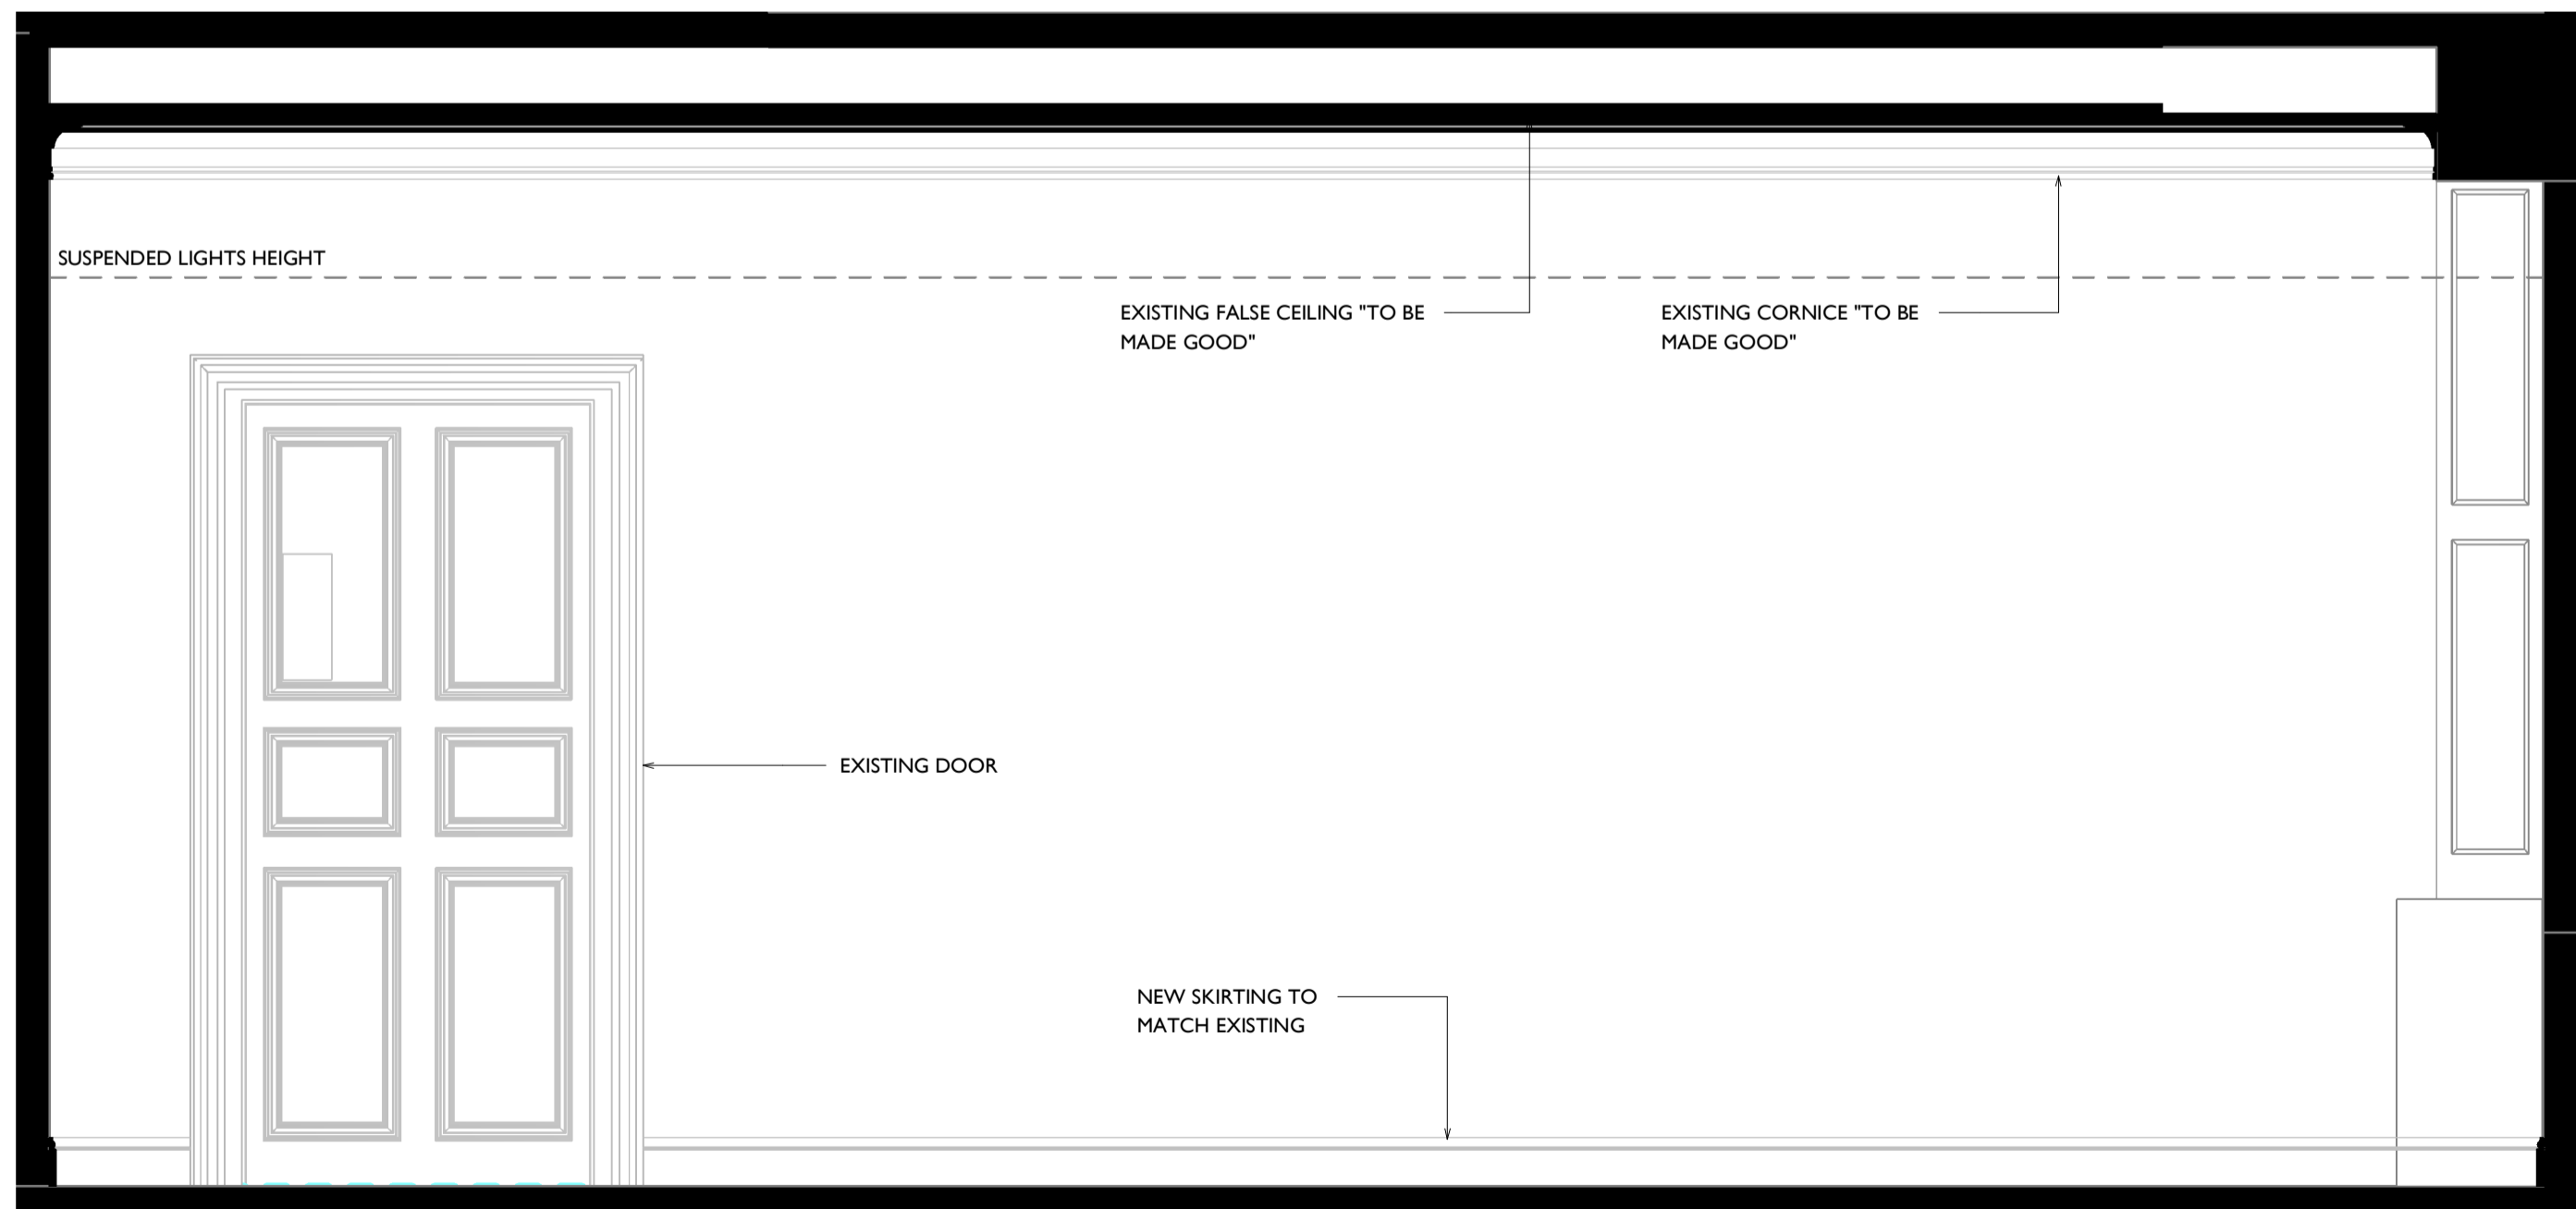 SUSPENDED LIGHTS HEIGHT
EXISTING FALSE CEILING "TO BE
MADE GOOD"
EXISTING CORNICE "TO BE
MADE GOOD"
EXISTING DOOR
NEW SKIRTING TO
MATCH EXISTING